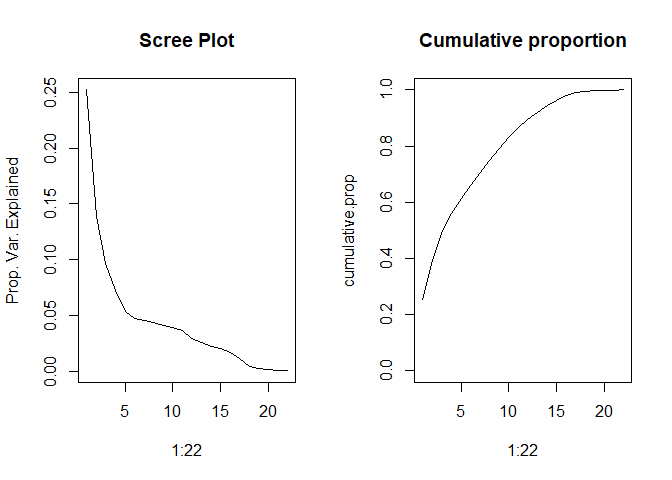 Scree Plot
Prop. Var. Explained
0.25
0.20
0.15
0.10
0.05
0.00
5 10 15 20
1:22
Cumulative proportion
cumulative.prop
1.0
0.8
0.6
0.4
0.2
0.0
5 10 15 20
1:22